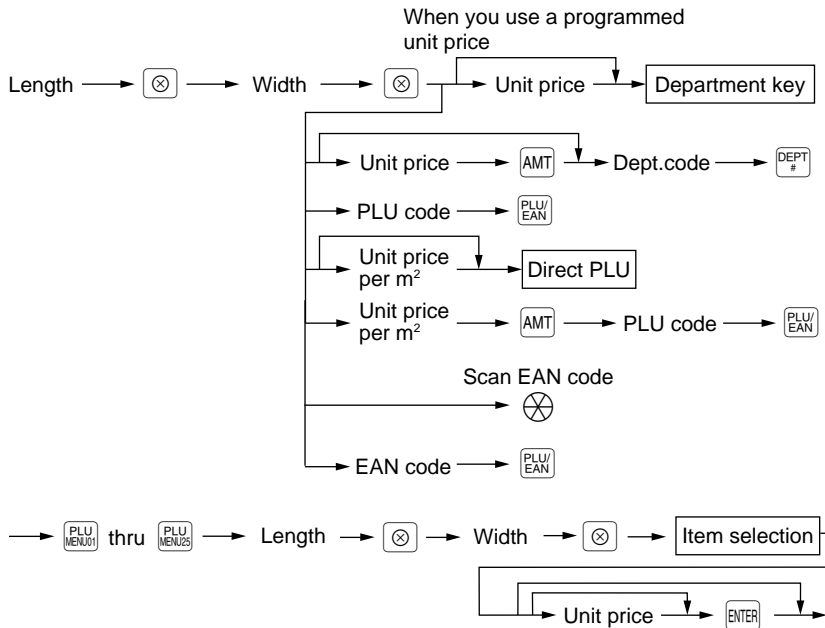 When you use a programmed
unit price
Length ⊗ Width ⊗ Unit price Department key
Unit price AMT Dept.code DEPT
#
PLU code PLU/
EAN
Unit price
per m² Direct PLU
Unit price
per m² AMT PLU code PLU/
EAN
Scan EAN code
EAN code PLU/
EAN
PLU
MENU01 thru PLU
MENU25 Length ⊗ Width ⊗ Item selection
Unit price ENTER